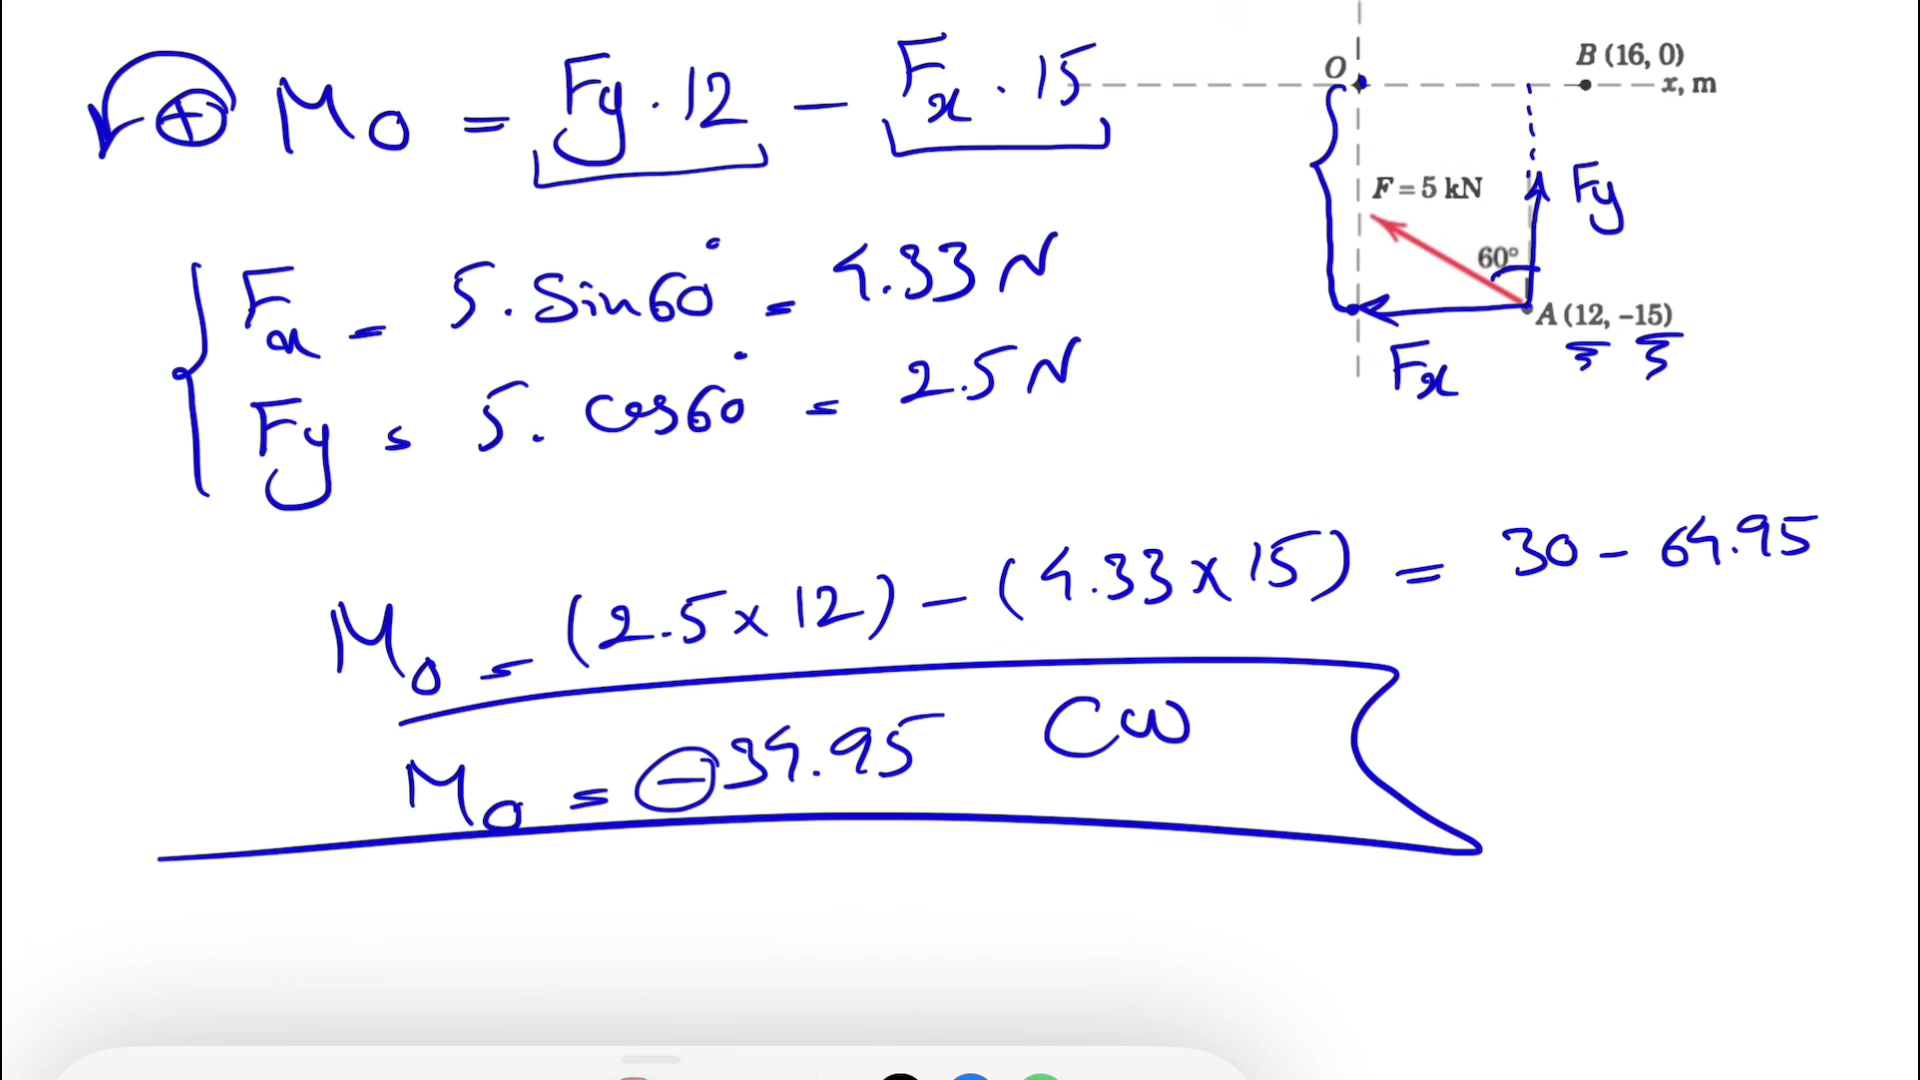 ⊕ Mo = Fy · 12 − Fx · 15
O
B (16, 0)
x, m
F = 5 kN
Fy
60°
A (12, −15)
Fx
Fx = 5 . Sin60° = 4.33 N
Fy = 5 . cos60° = 2.5 N
Mo = (2.5 × 12) − (4.33 × 15) = 30 − 64.95
Mo = −34.95 CW